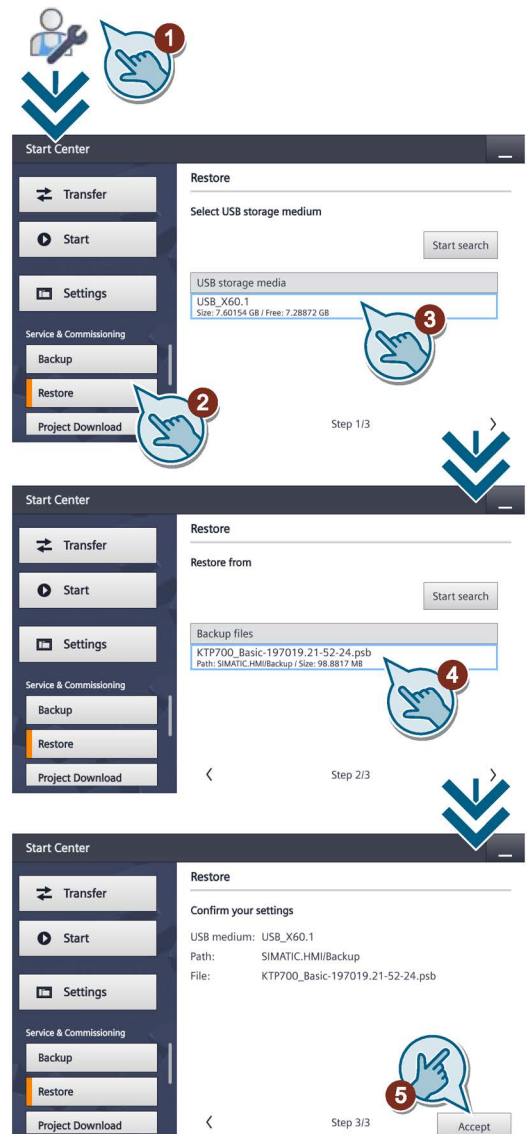 1
Start Center
Transfer
Start
Settings
Service & Commissioning
Backup
Restore
Project Download
2
Restore
Select USB storage medium
Start search
USB storage media
USB_X60.1
Size: 7.60154 GB / Free: 7.28872 GB
3
Step 1/3
Start Center
Transfer
Start
Settings
Service & Commissioning
Backup
Restore
Project Download
Restore
Restore from
Start search
Backup files
KTP700_Basic-197019.21-52-24.psb
Path: SIMATIC.HMI/Backup / Size: 98.8817 MB
4
Step 2/3
Start Center
Transfer
Start
Settings
Service & Commissioning
Backup
Restore
Project Download
Restore
Confirm your settings
USB medium: USB_X60.1
Path: SIMATIC.HMI/Backup
File: KTP700_Basic-197019.21-52-24.psb
5
Step 3/3
Accept